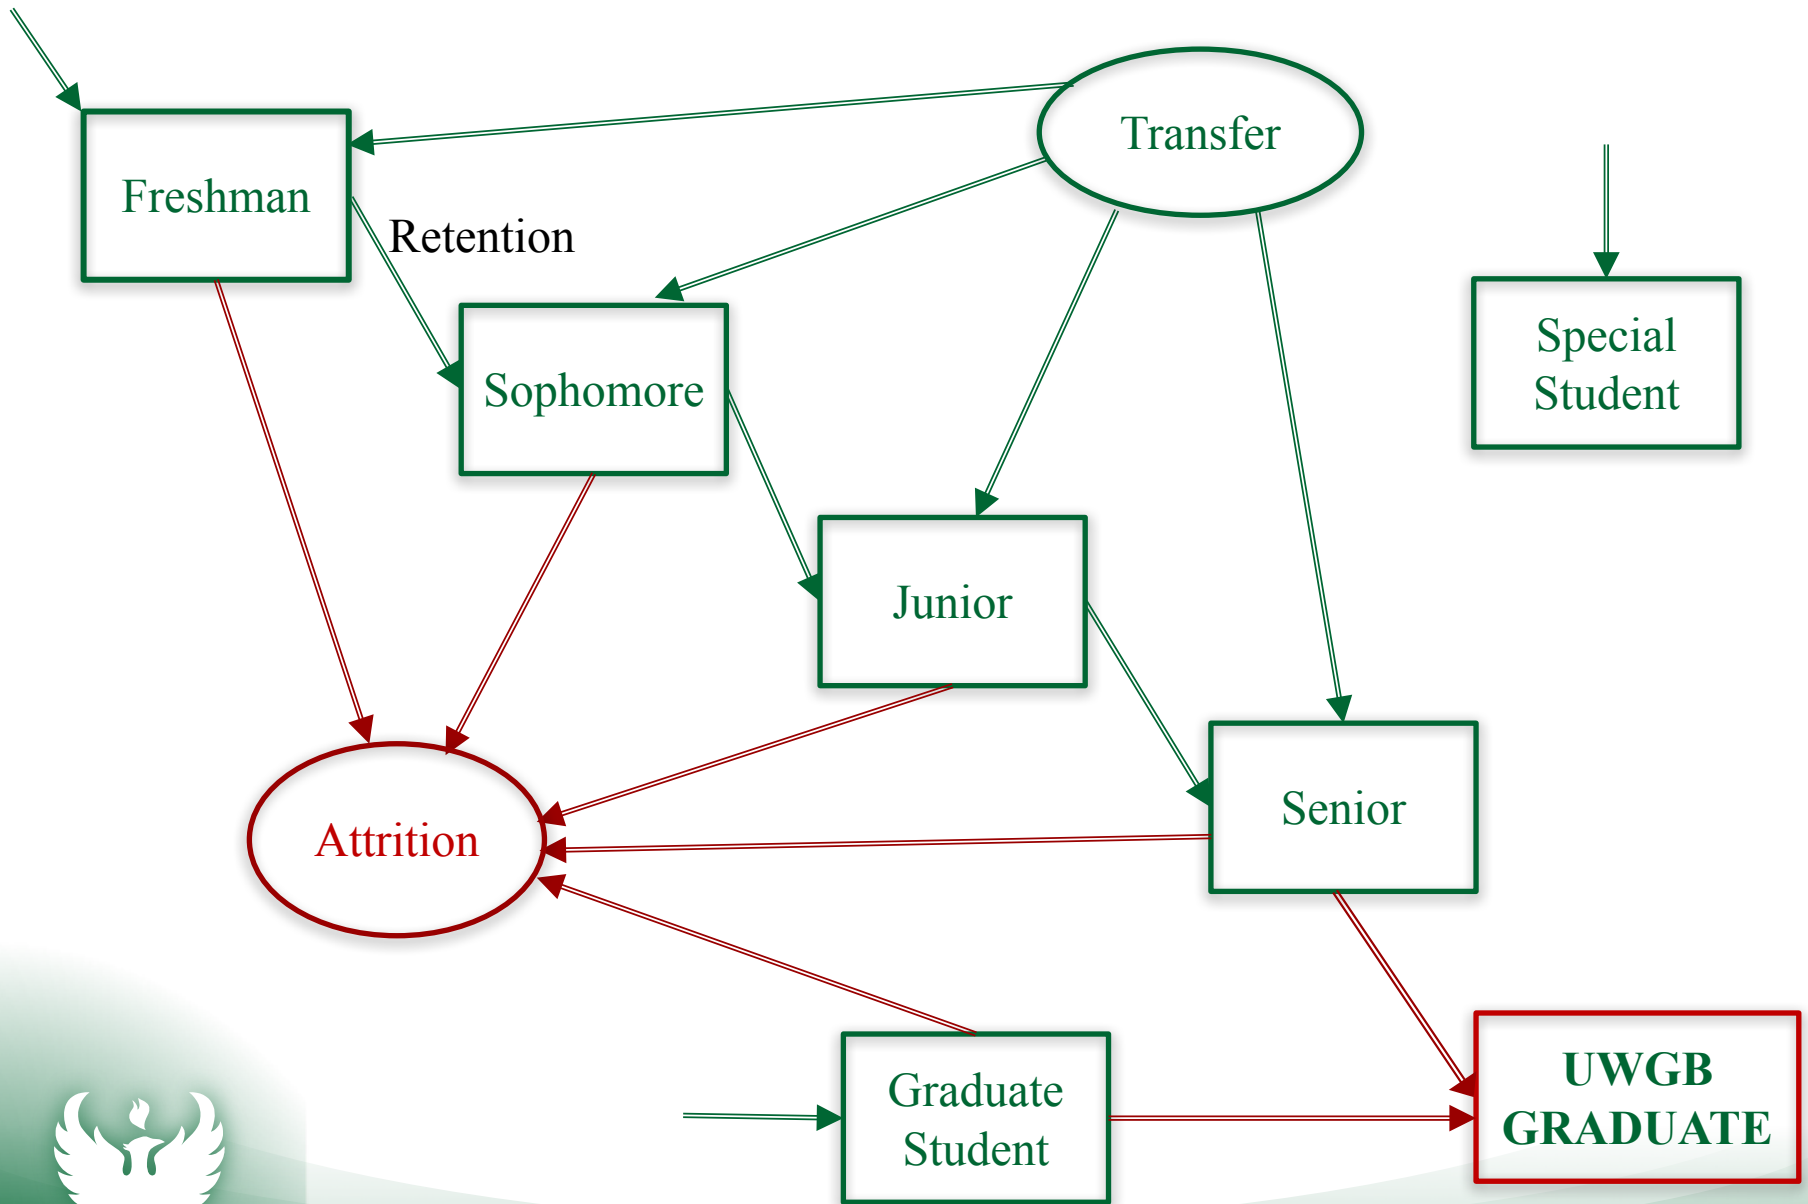 Transfer
Freshman
Retention
Special
Student
Sophomore
Junior
Senior
Attrition
Graduate
Student
UWGB
GRADUATE